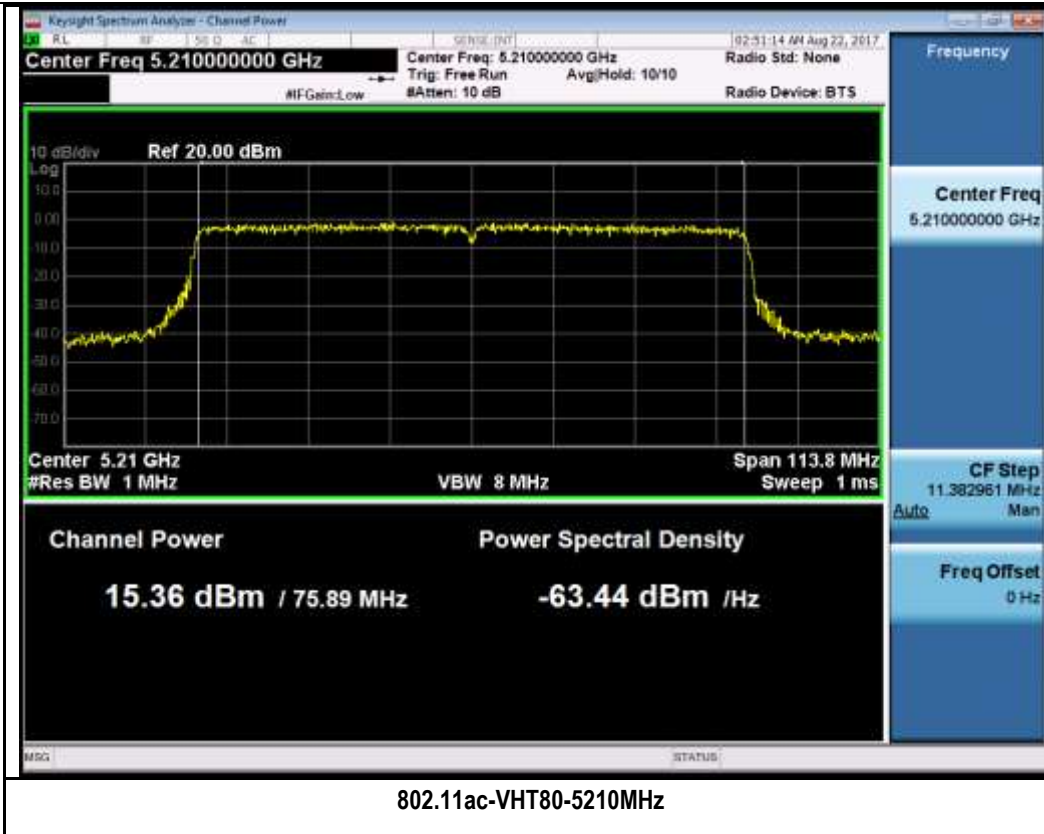 Keysight Spectrum Analyzer - Channel Power
RL RF 50 Ω AC SENSE:INT 02:51:14 AM Aug 22, 2017
Center Freq 5.210000000 GHz
Center Freq: 5.210000000 GHz
Radio Std: None
Trig: Free Run Avg|Hold: 10/10
#IFGain:Low
#Atten: 10 dB
Radio Device: BTS
Frequency
10 dB/div Ref 20.00 dBm
Log
10.0
0.00
-10.0
-20.0
-30.0
-40.0
-50.0
-60.0
-70.0
Center 5.21 GHz
Span 113.8 MHz
#Res BW 1 MHz
VBW 8 MHz
Sweep 1 ms
Center Freq
5.210000000 GHz
CF Step
11.382961 MHz
Auto Man
Freq Offset
0 Hz
Channel Power
Power Spectral Density
15.36 dBm / 75.89 MHz
-63.44 dBm /Hz
MSG
STATUS
802.11ac-VHT80-5210MHz